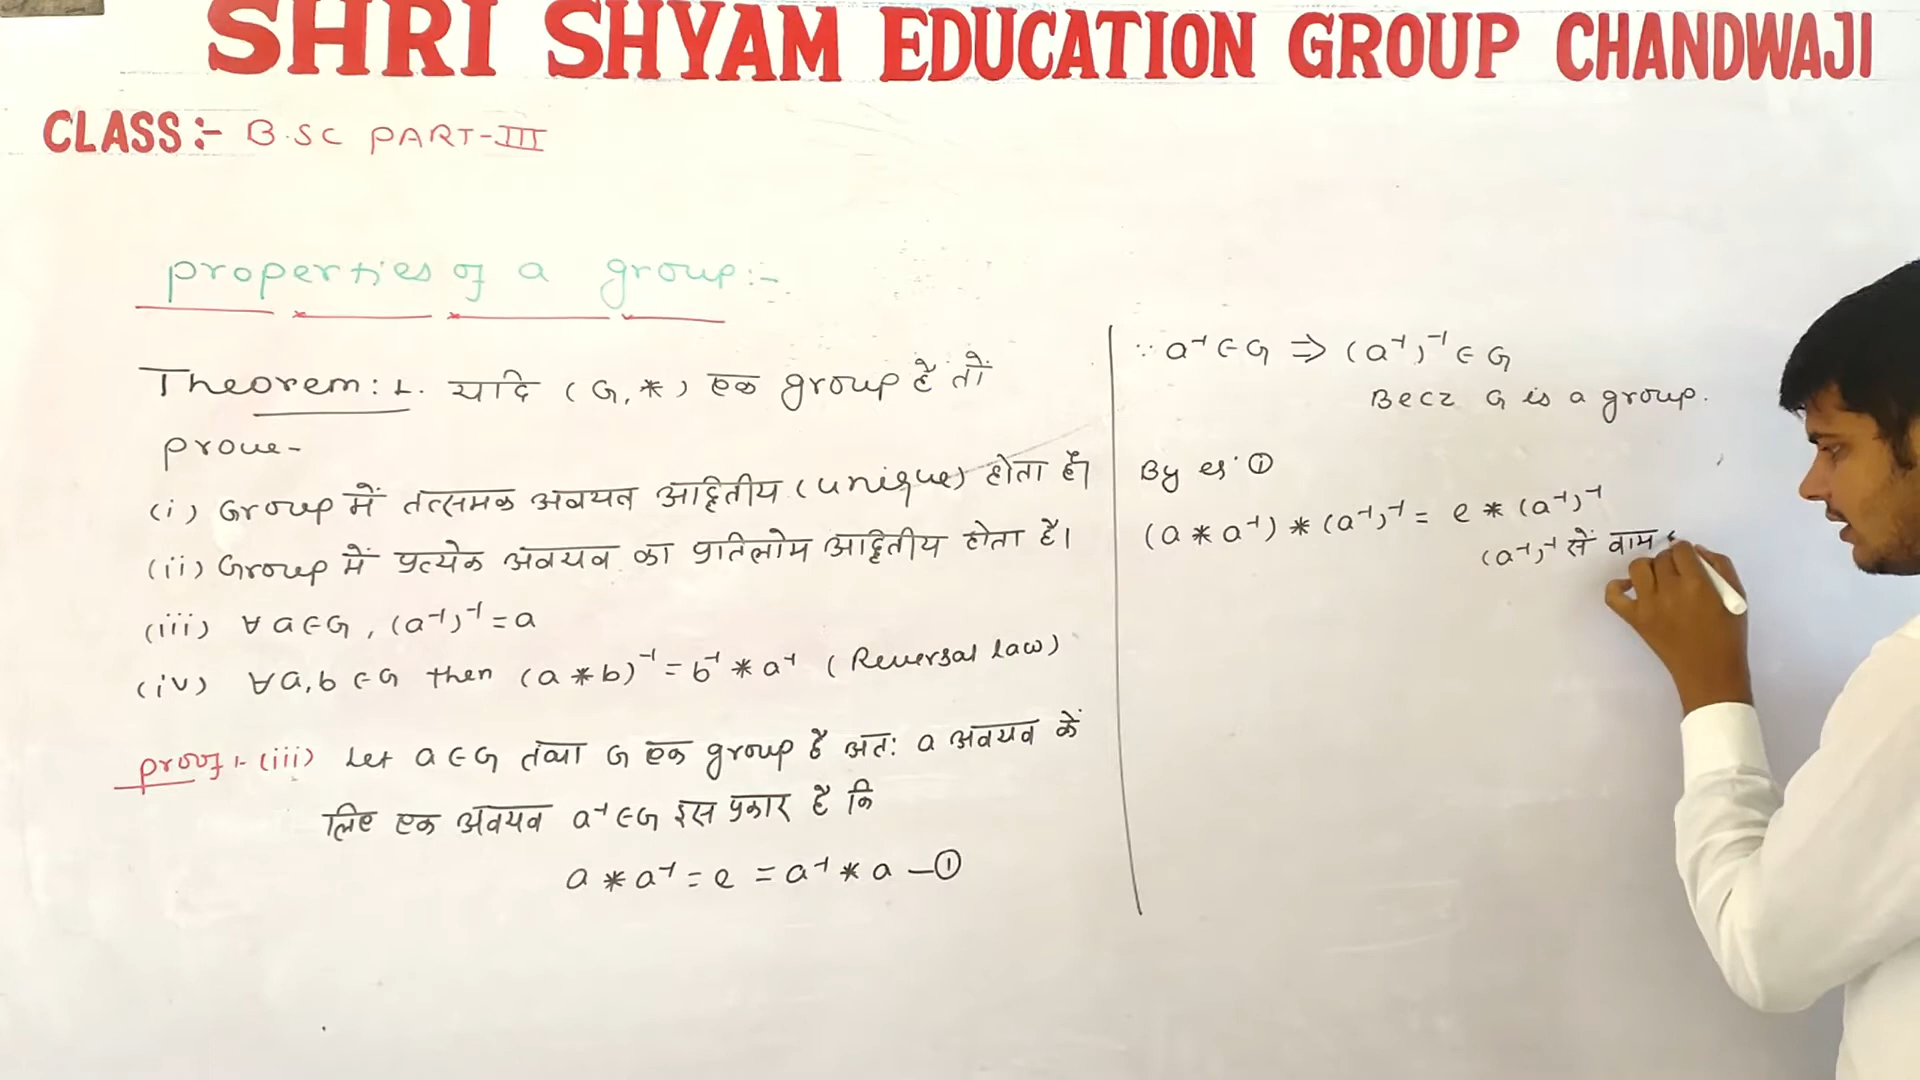 SHRI SHYAM EDUCATION GROUP CHANDWAJI
CLASS:- B.SC PART-III
properties of a group:-
Theorem: 1. यदि (G, *) एक group है तो
prove-
(i) Group में तत्समक अवयव अद्वितीय (unique) होता है।
(ii) Group में प्रत्येक अवयव का प्रतिलोम अद्वितीय होता है।
(iii) ∀ a∈G, (a⁻¹)⁻¹ = a
(iv) ∀a, b ∈G then (a * b)⁻¹ = b⁻¹ * a⁻¹ (Reversal law)
proof:- (iii) Let a∈G तथा G एक group है अतः a अवयव के
लिए एक अवयव a⁻¹∈G इस प्रकार है कि
a * a⁻¹ = e = a⁻¹ * a —①
∵ a⁻¹∈G ⇒ (a⁻¹)⁻¹∈G
Becz G is a group.
By eq. ①
(a * a⁻¹) * (a⁻¹)⁻¹ = e * (a⁻¹)⁻¹
(a⁻¹)⁻¹ से वाम